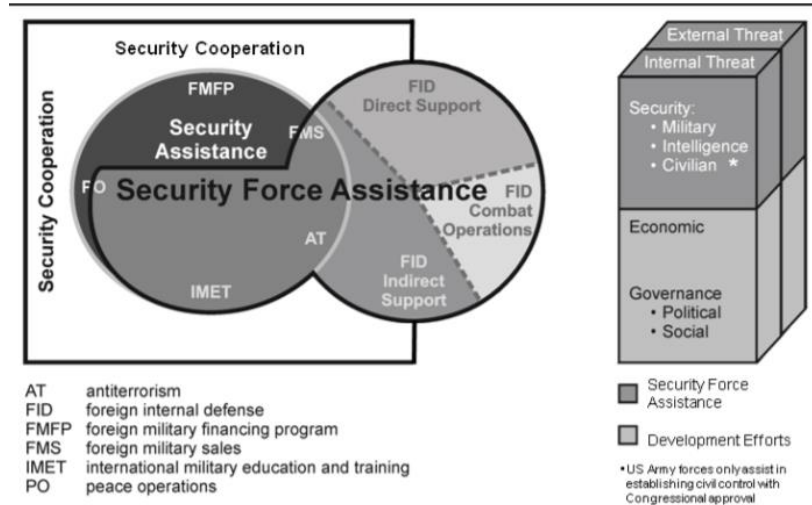 Security Cooperation
Security Cooperation
FMFP
Security
Assistance
FMS
PO
Security Force Assistance
AT
IMET
FID
Direct Support
FID
Combat
Operations
FID
Indirect
Support
AT antiterrorism
FID foreign internal defense
FMFP foreign military financing program
FMS foreign military sales
IMET international military education and training
PO peace operations
External Threat
Internal Threat
Security:
• Military
• Intelligence
• Civilian *
Economic
Governance
• Political
• Social
Security Force
Assistance
Development Efforts
*US Army forces only assist in
establishing civil control with
Congressional approval